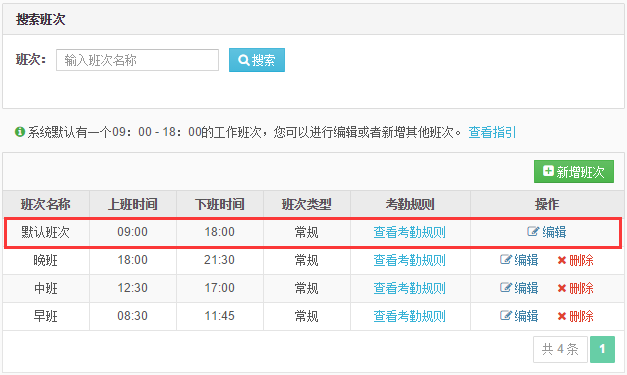 搜索班次
班次： 输入班次名称 搜索
系统默认有一个09：00 - 18：00的工作班次，您可以进行编辑或者新增其他班次。 查看指引
新增班次
班次名称 上班时间 下班时间 班次类型 考勤规则 操作
默认班次 09:00 18:00 常规 查看考勤规则 编辑
晚班 18:00 21:30 常规 查看考勤规则 编辑 删除
中班 12:30 17:00 常规 查看考勤规则 编辑 删除
早班 08:30 11:45 常规 查看考勤规则 编辑 删除
共 4 条 1